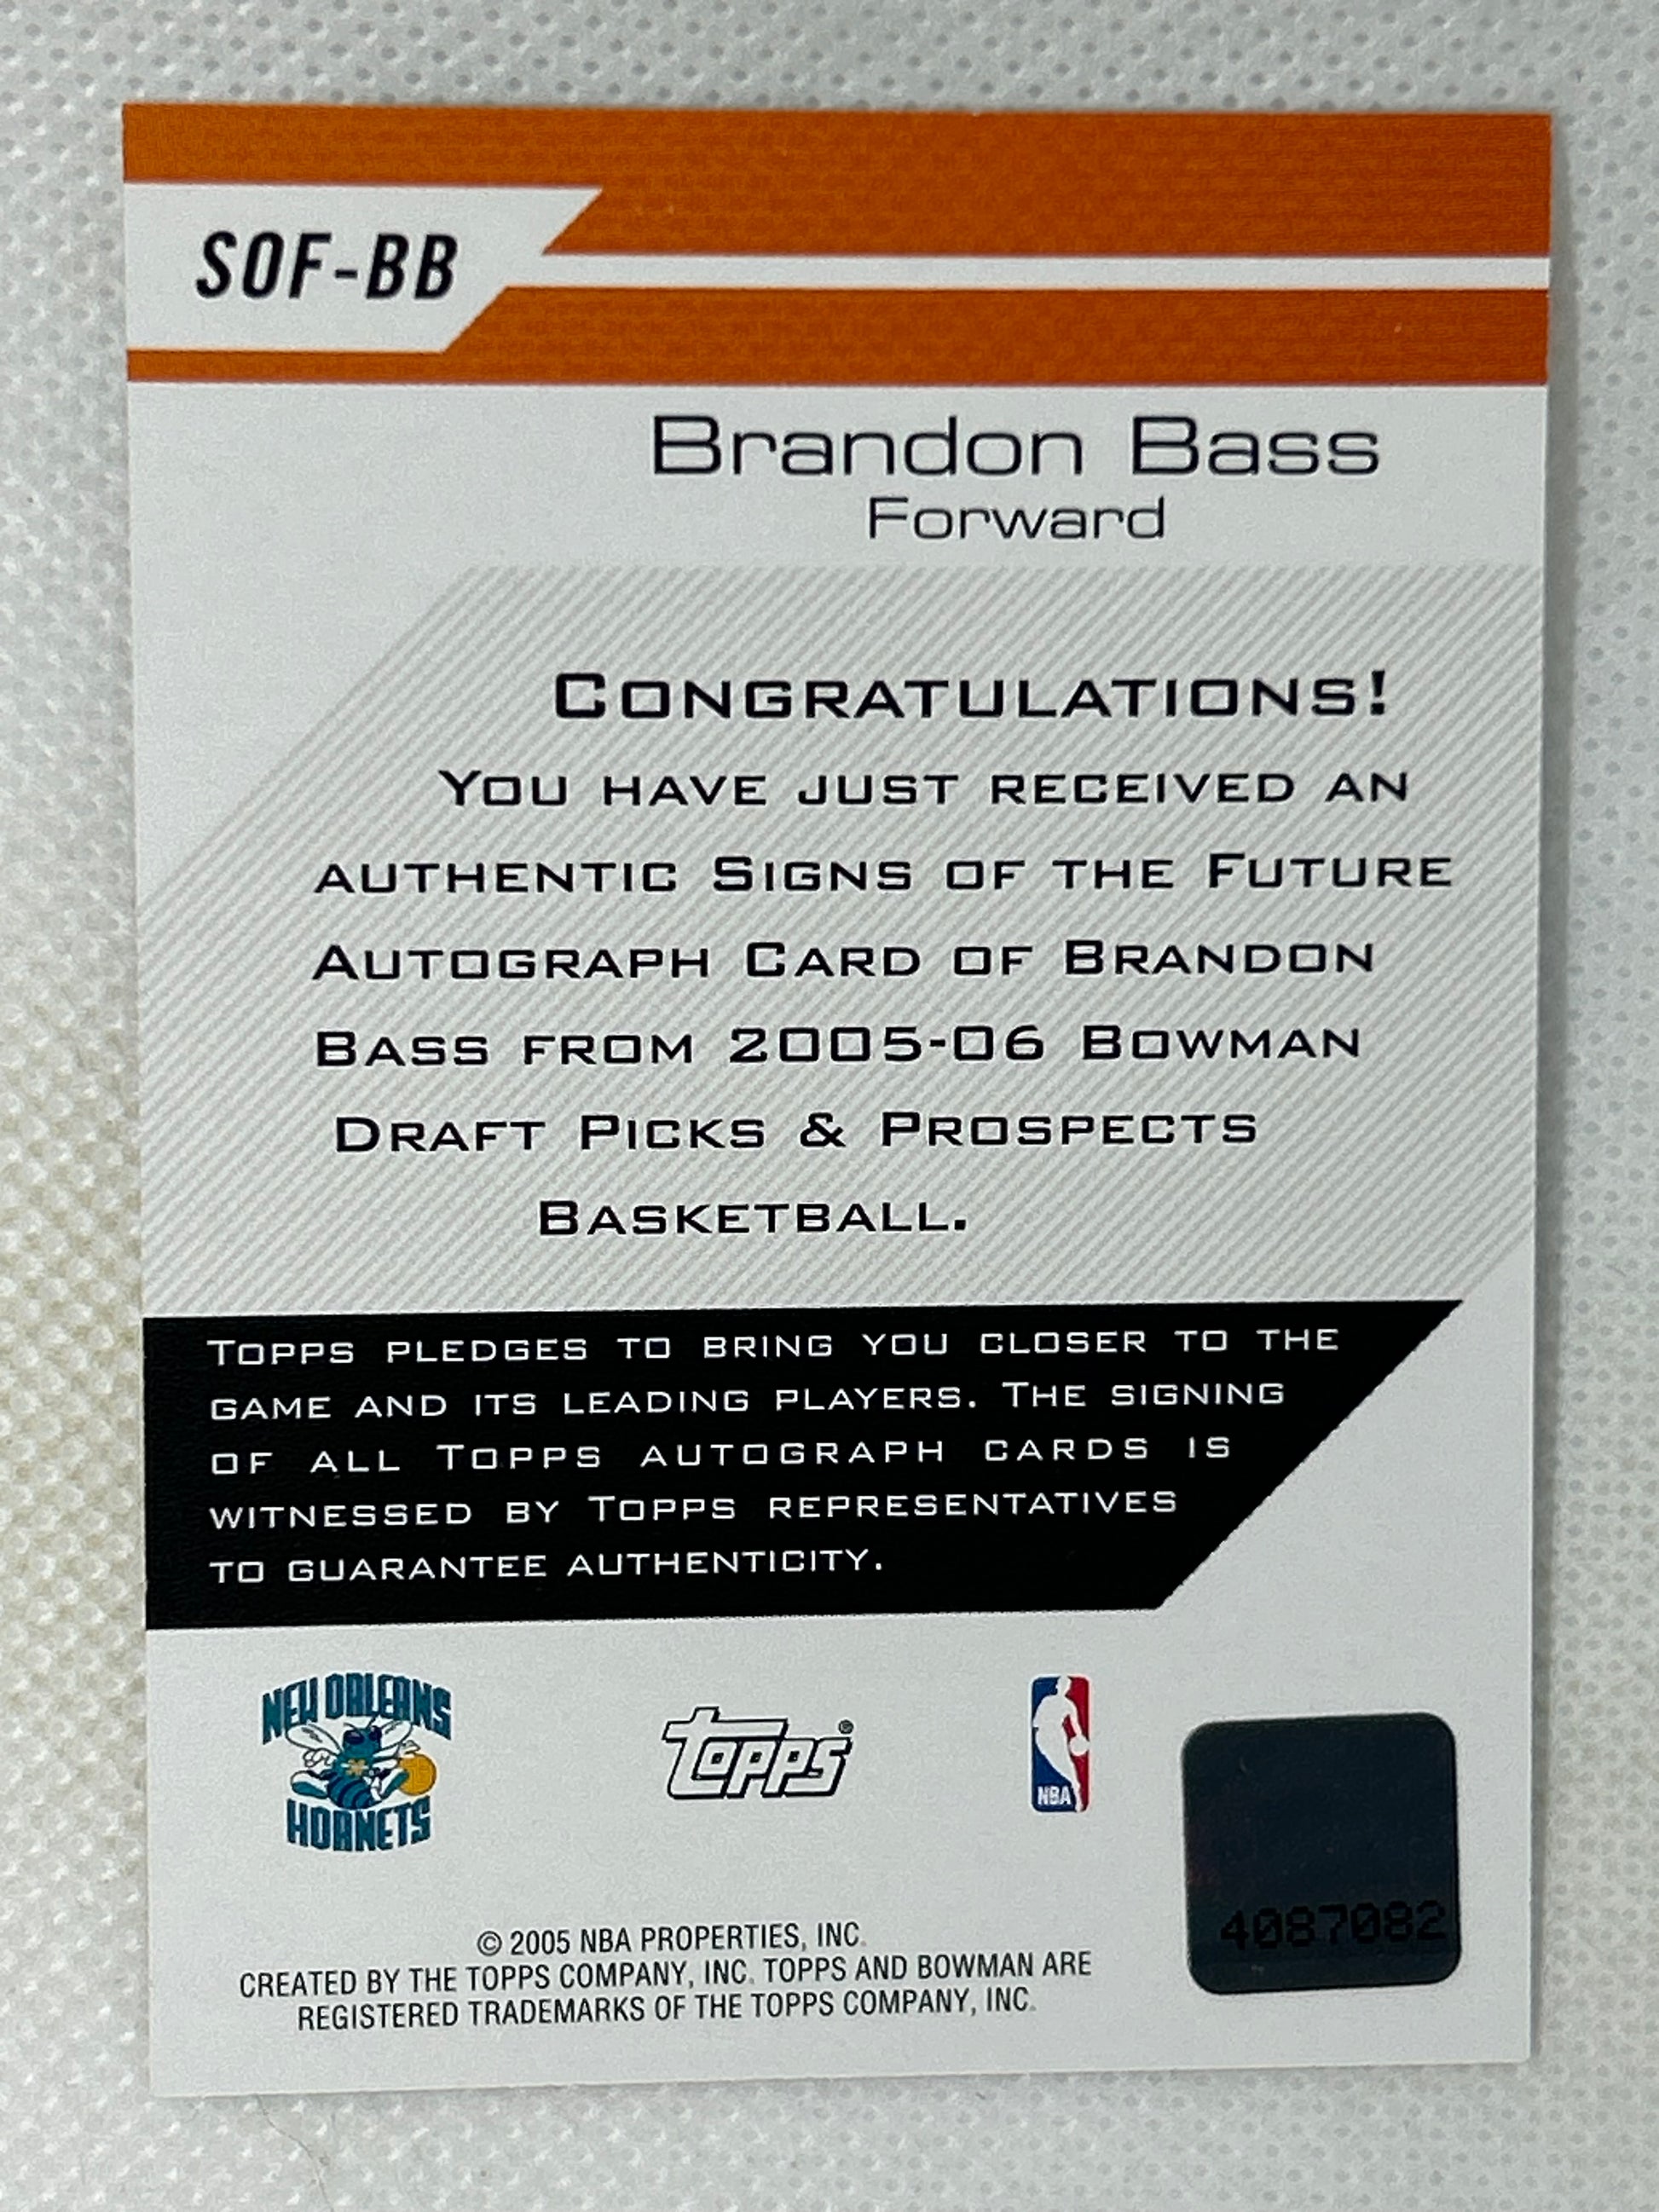 SOF-BB
Brandon Bass
Forward
CONGRATULATIONS!
YOU HAVE JUST RECEIVED AN
AUTHENTIC SIGNS OF THE FUTURE
AUTOGRAPH CARD OF BRANDON
BASS FROM 2005-06 BOWMAN
DRAFT PICKS & PROSPECTS
BASKETBALL.
TOPPS PLEDGES TO BRING YOU CLOSER TO THE
GAME AND ITS LEADING PLAYERS. THE SIGNING
OF ALL TOPPS AUTOGRAPH CARDS IS
WITNESSED BY TOPPS REPRESENTATIVES
TO GUARANTEE AUTHENTICITY.
NEW ORLEANS
HORNETS
Topps®
NBA
4087082
© 2005 NBA PROPERTIES, INC.
CREATED BY THE TOPPS COMPANY, INC. TOPPS AND BOWMAN ARE
REGISTERED TRADEMARKS OF THE TOPPS COMPANY, INC.